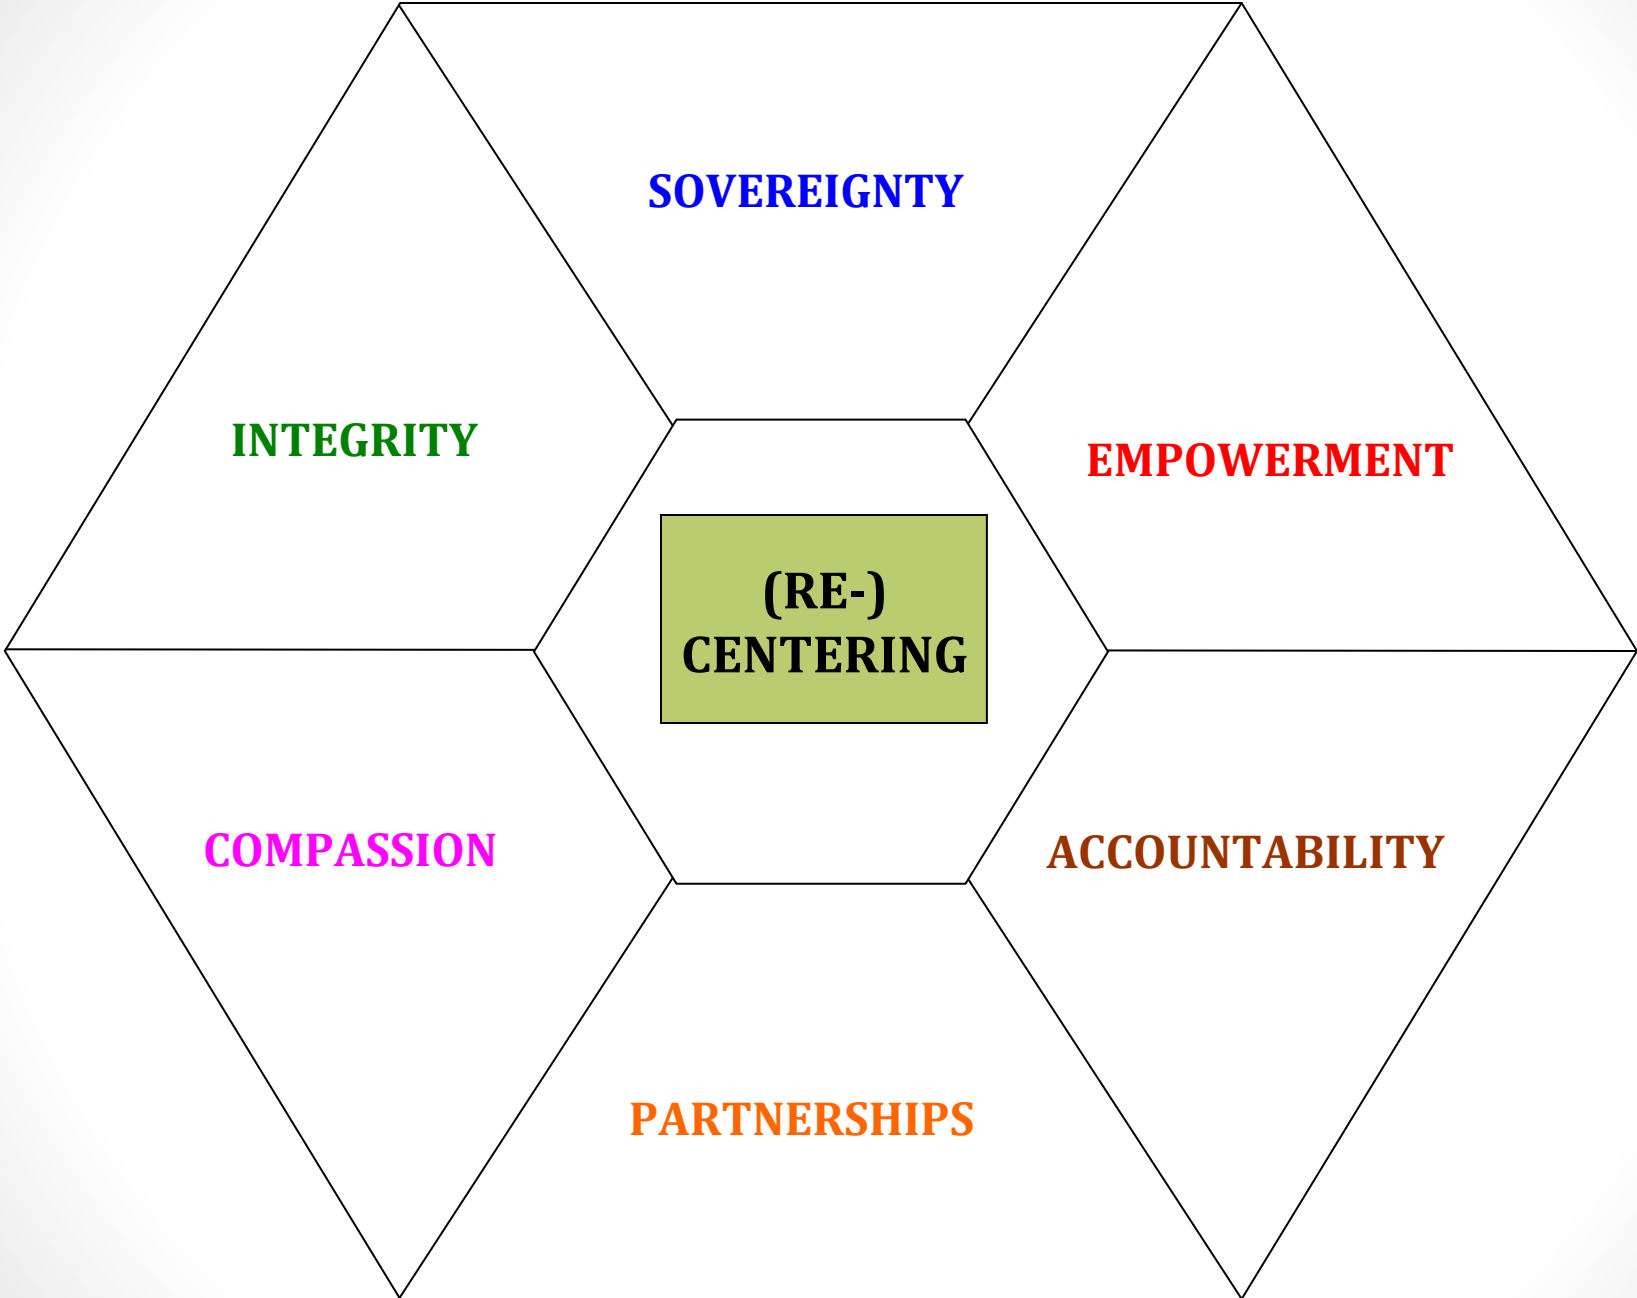 SOVEREIGNTY
INTEGRITY
EMPOWERMENT
(RE-)
CENTERING
COMPASSION
ACCOUNTABILITY
PARTNERSHIPS